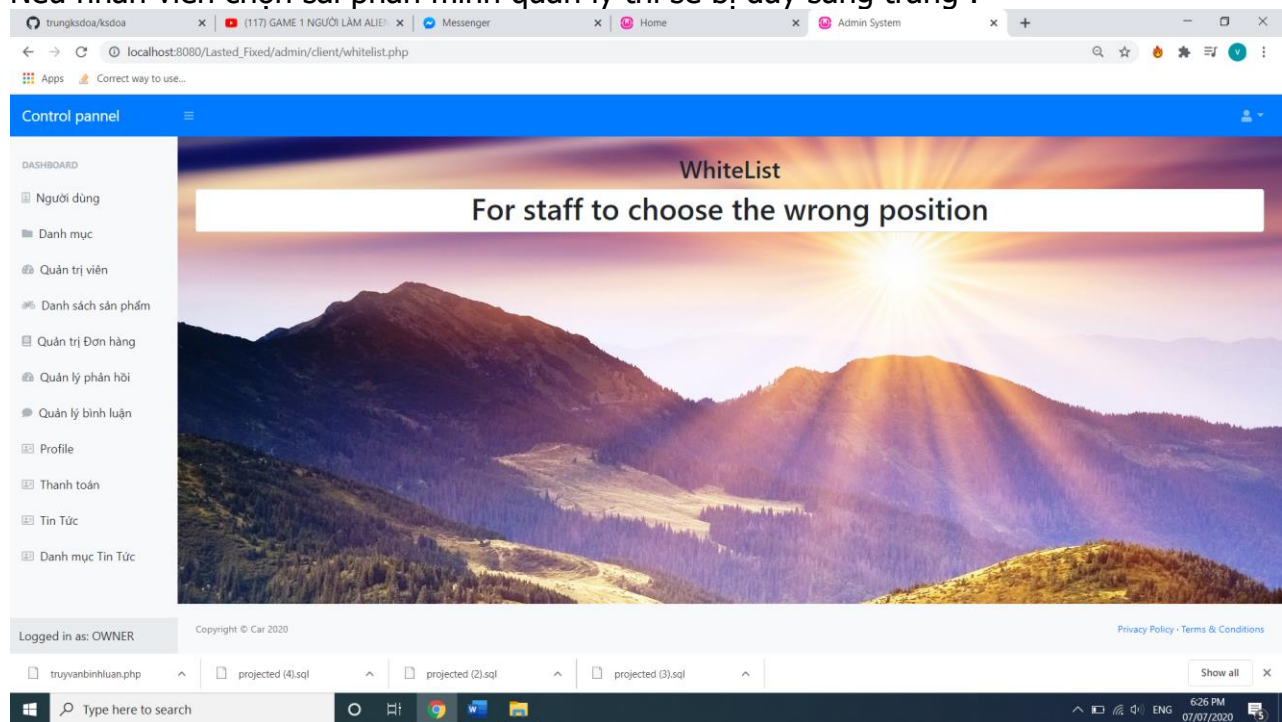 Nếu nhân viên chọn sai phần mình quản lý thì sẽ bị đẩy sang trang :
trungksdoa/ksdoa
(117) GAME 1 NGƯỜI LÀM ALIEN
Messenger
Home
Admin System
localhost:8080/Lasted_Fixed/admin/client/whitelist.php
Apps
Correct way to use...
Control pannel
DASHBOARD
WhiteList
For staff to choose the wrong position
Người dùng
Danh mục
Quản trị viên
Danh sách sản phẩm
Quản trị Đơn hàng
Quản lý phản hồi
Quản lý bình luận
Profile
Thanh toán
Tin Tức
Danh mục Tin Tức
Logged in as: OWNER
Copyright © Car 2020
Privacy Policy · Terms & Conditions
truyvanbinhluan.php
projected (4).sql
projected (2).sql
projected (3).sql
Show all
Type here to search
ENG
6:26 PM
07/07/2020